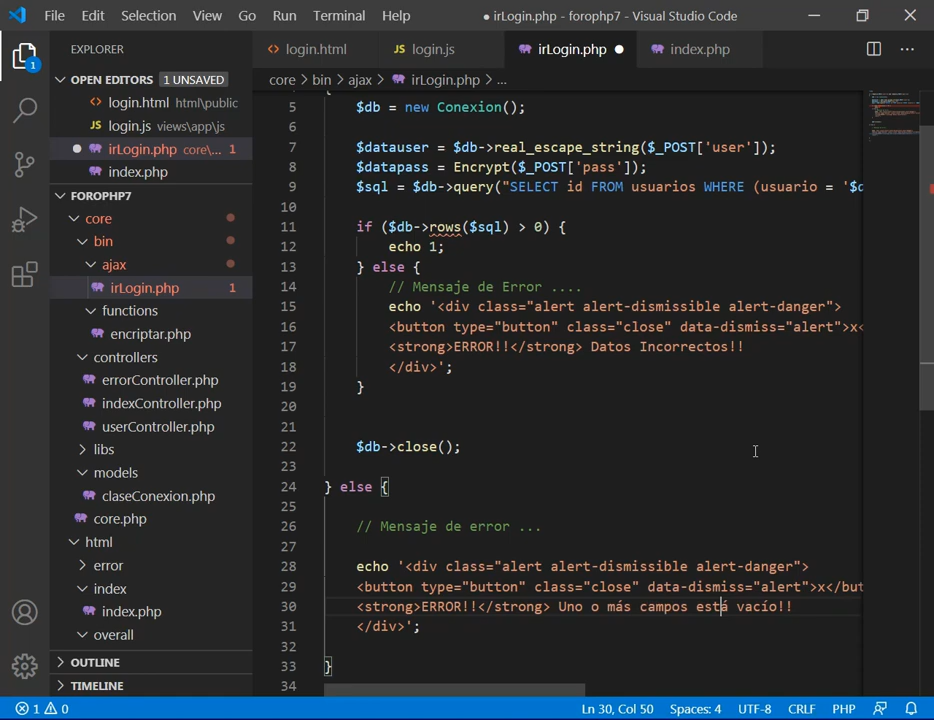 File Edit Selection View Go Run Terminal Help ● irLogin.php - forophp7 - Visual Studio Code
EXPLORER
OPEN EDITORS 1 UNSAVED
login.html html\public
JS login.js views\app\js
irLogin.php core\... 1
index.php
FOROPHP7
core
bin
ajax
irLogin.php 1
functions
encriptar.php
controllers
errorController.php
indexController.php
userController.php
libs
models
claseConexion.php
core.php
html
error
index
index.php
overall
OUTLINE
TIMELINE
1
login.html JS login.js irLogin.php index.php
core > bin > ajax > irLogin.php > ...
5 $db = new Conexion();
6
7 $datauser = $db->real_escape_string($_POST['user']);
8 $datapass = Encrypt($_POST['pass']);
9 $sql = $db->query("SELECT id FROM usuarios WHERE (usuario = '$d
10
11 if ($db->rows($sql) > 0) {
12 echo 1;
13 } else {
14 // Mensaje de Error ....
15 echo '<div class="alert alert-dismissible alert-danger">
16 <button type="button" class="close" data-dismiss="alert">x<
17 <strong>ERROR!!</strong> Datos Incorrectos!!
18 </div>';
19 }
20
21
22 $db->close();
23
24 } else {
25
26 // Mensaje de error ...
27
28 echo '<div class="alert alert-dismissible alert-danger">
29 <button type="button" class="close" data-dismiss="alert">x</but
30 <strong>ERROR!!</strong> Uno o más campos está vacío!!
31 </div>';
32
33 }
34
1 0 Ln 30, Col 50 Spaces: 4 UTF-8 CRLF PHP